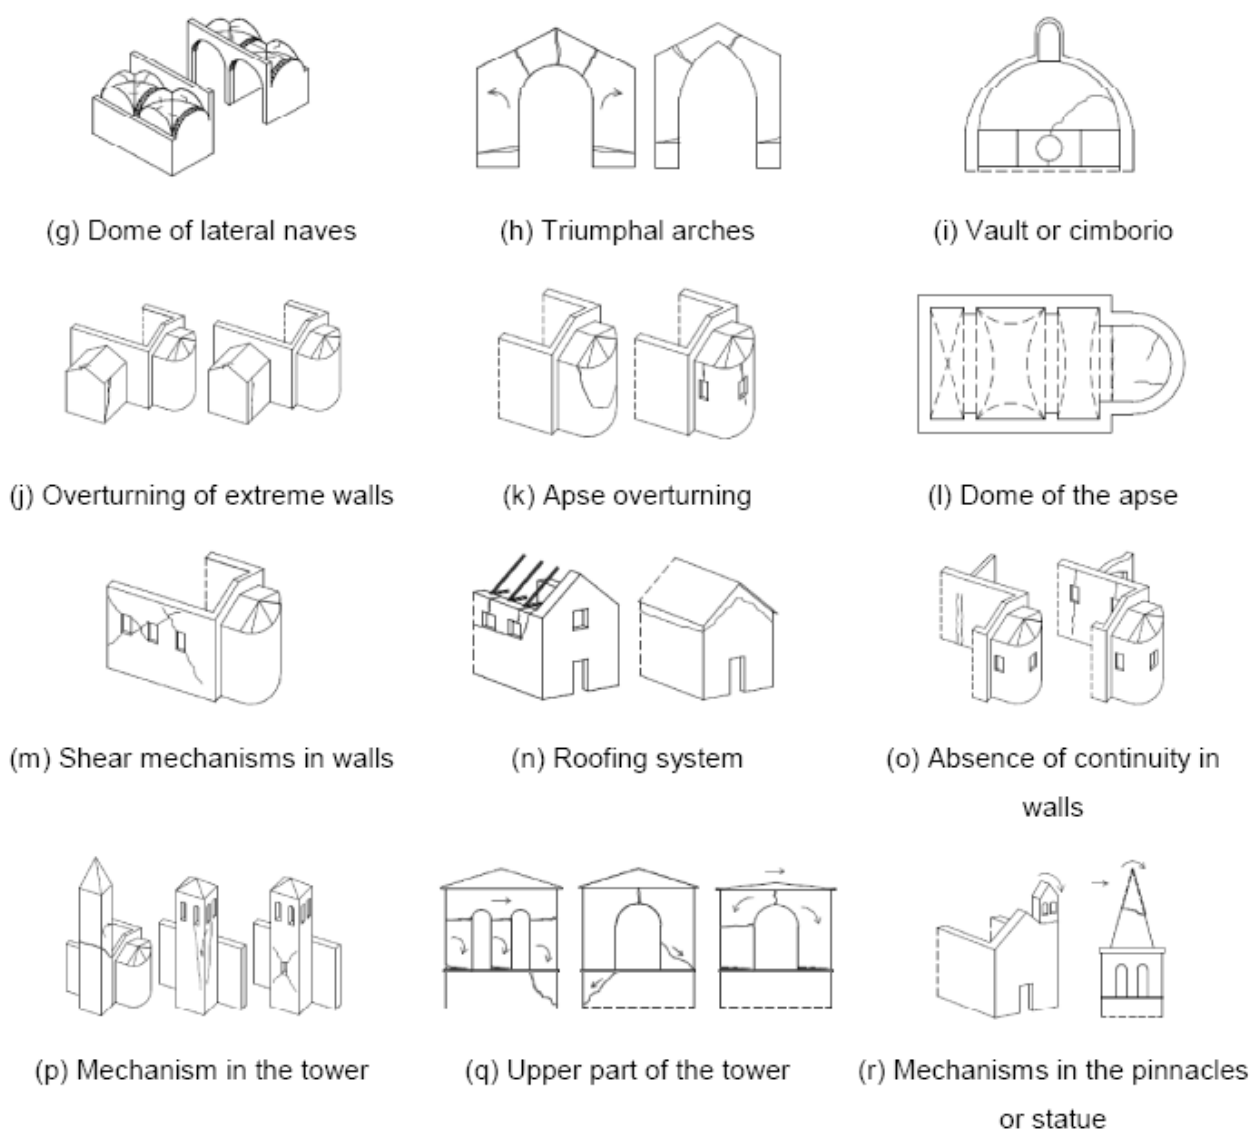 (g) Dome of lateral naves
(h) Triumphal arches
(i) Vault or cimborio
(j) Overturning of extreme walls
(k) Apse overturning
(l) Dome of the apse
(m) Shear mechanisms in walls
(n) Roofing system
(o) Absence of continuity in
walls
(p) Mechanism in the tower
(q) Upper part of the tower
(r) Mechanisms in the pinnacles
or statue